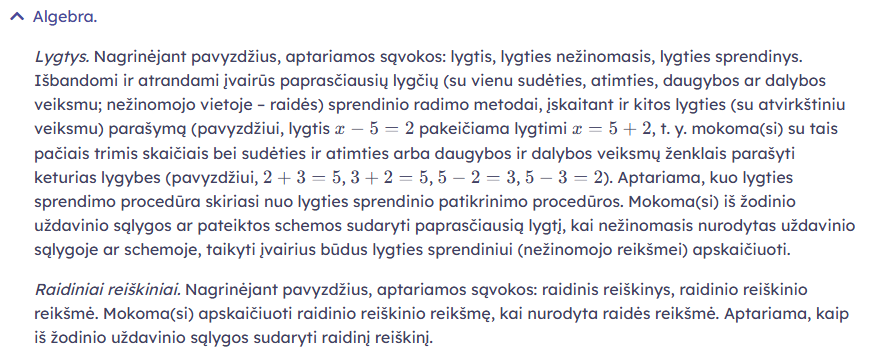 Algebra.
Lygtys. Nagrinėjant pavyzdžius, aptariamos sąvokos: lygtis, lygties nežinomasis, lygties sprendinys.
Išbandomi ir atrandami įvairūs paprasčiausių lygčių (su vienu sudėties, atimties, daugybos ar dalybos
veiksmu; nežinomojo vietoje – raidės) sprendinio radimo metodai, įskaitant ir kitos lygties (su atvirkštiniu
veiksmu) parašymą (pavyzdžiui, lygtis x − 5 = 2 pakeičiama lygtimi x = 5 + 2, t. y. mokoma(si) su tais
pačiais trimis skaičiais bei sudėties ir atimties arba daugybos ir dalybos veiksmų ženklais parašyti
keturias lygybes (pavyzdžiui, 2 + 3 = 5, 3 + 2 = 5, 5 − 2 = 3, 5 − 3 = 2). Aptariama, kuo lygties
sprendimo procedūra skiriasi nuo lygties sprendinio patikrinimo procedūros. Mokoma(si) iš žodinio
uždavinio sąlygos ar pateiktos schemos sudaryti paprasčiausią lygtį, kai nežinomasis nurodytas uždavinio
sąlygoje ar schemoje, taikyti įvairius būdus lygties sprendiniui (nežinomojo reikšmei) apskaičiuoti.
Raidiniai reiškiniai. Nagrinėjant pavyzdžius, aptariamos sąvokos: raidinis reiškinys, raidinio reiškinio
reikšmė. Mokoma(si) apskaičiuoti raidinio reiškinio reikšmę, kai nurodyta raidės reikšmė. Aptariama, kaip
iš žodinio uždavinio sąlygos sudaryti raidinį reiškinį.